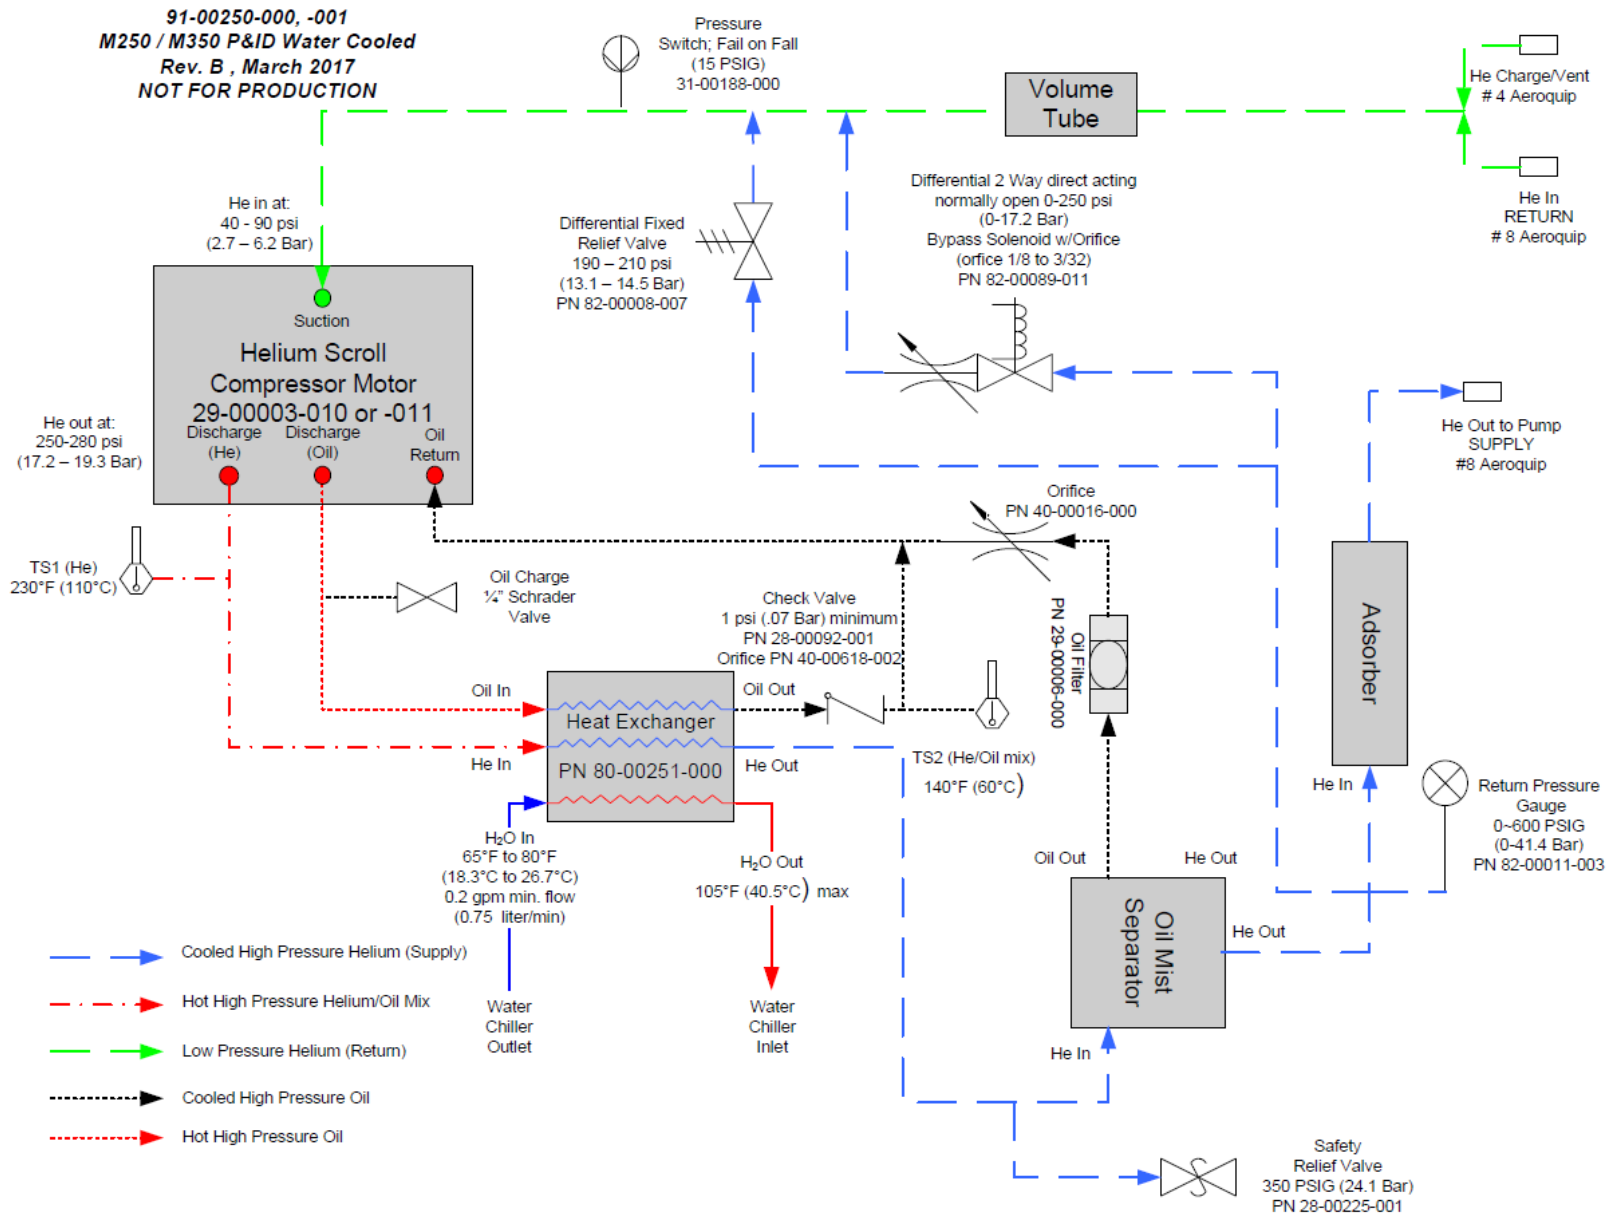 91-00250-000, -001
M250 / M350 P&ID Water Cooled
Rev. B , March 2017
NOT FOR PRODUCTION
Pressure
Switch; Fail on Fall
(15 PSIG)
31-00188-000
Volume
Tube
He Charge/Vent
# 4 Aeroquip
He In
RETURN
# 8 Aeroquip
He in at:
40 - 90 psi
(2.7 – 6.2 Bar)
Differential Fixed
Relief Valve
190 – 210 psi
(13.1 – 14.5 Bar)
PN 82-00008-007
Differential 2 Way direct acting
normally open 0-250 psi
(0-17.2 Bar)
Bypass Solenoid w/Orifice
(orfice 1/8 to 3/32)
PN 82-00089-011
Suction
Helium Scroll
Compressor Motor
29-00003-010 or -011
Discharge
(He)
Discharge
(Oil)
Oil
Return
He out at:
250-280 psi
(17.2 – 19.3 Bar)
He Out to Pump
SUPPLY
#8 Aeroquip
Orifice
PN 40-00016-000
TS1 (He)
230°F (110°C)
Oil Charge
¼" Schrader
Valve
Check Valve
1 psi (.07 Bar) minimum
PN 28-00092-001
Orifice PN 40-00618-002
Oil Filter
PN 29-00006-000
Adsorber
Oil In
Oil Out
Heat Exchanger
He In
He Out
PN 80-00251-000
TS2 (He/Oil mix)
140°F (60°C)
He In
Return Pressure
Gauge
0~600 PSIG
(0-41.4 Bar)
PN 82-00011-003
H₂O In
65°F to 80°F
(18.3°C to 26.7°C)
0.2 gpm min. flow
(0.75 liter/min)
H₂O Out
105°F (40.5°C) max
Oil Out
He Out
Oil Mist
Separator
He Out
He In
Water
Chiller
Outlet
Water
Chiller
Inlet
Cooled High Pressure Helium (Supply)
Hot High Pressure Helium/Oil Mix
Low Pressure Helium (Return)
Cooled High Pressure Oil
Hot High Pressure Oil
Safety
Relief Valve
350 PSIG (24.1 Bar)
PN 28-00225-001